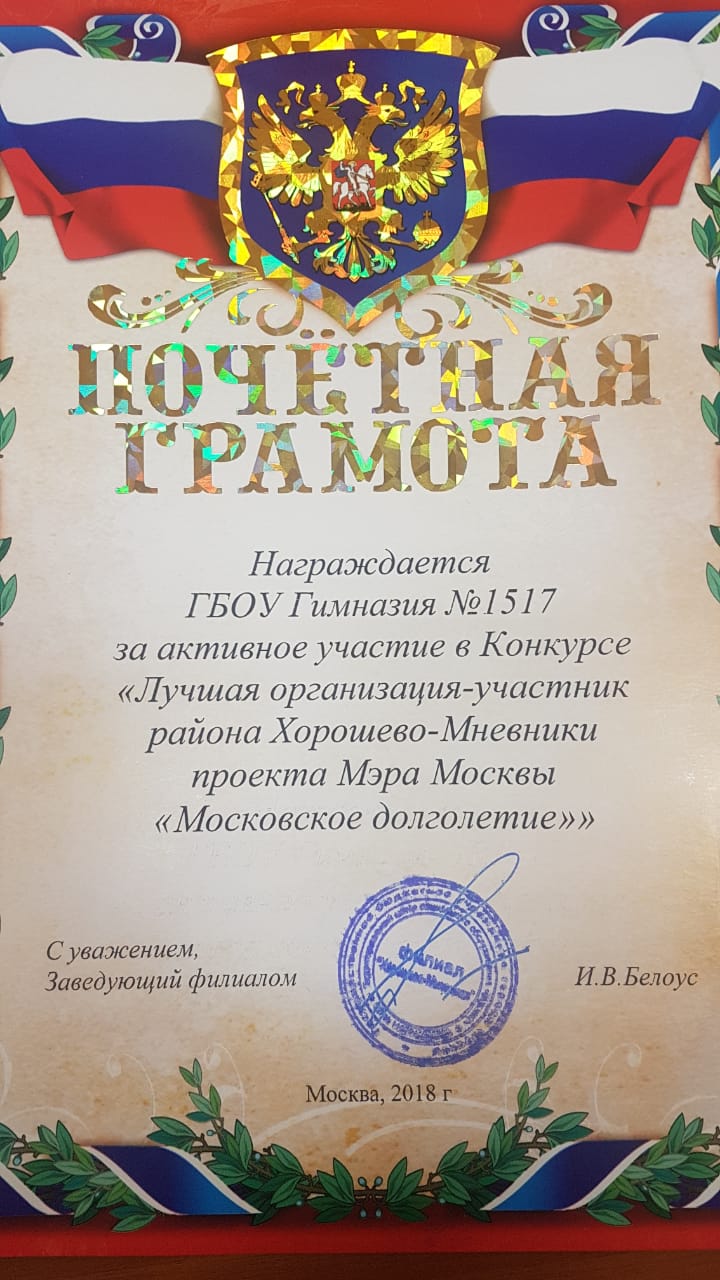 ПОЧЁТНАЯ
ГРАМОТА
Награждается
ГБОУ Гимназия №1517
за активное участие в Конкурсе
«Лучшая организация-участник
района Хорошево-Мневники
проекта Мэра Москвы
«Московское долголетие»»
С уважением,
Заведующий филиалом
И.В.Белоус
филиал
Москва, 2018 г